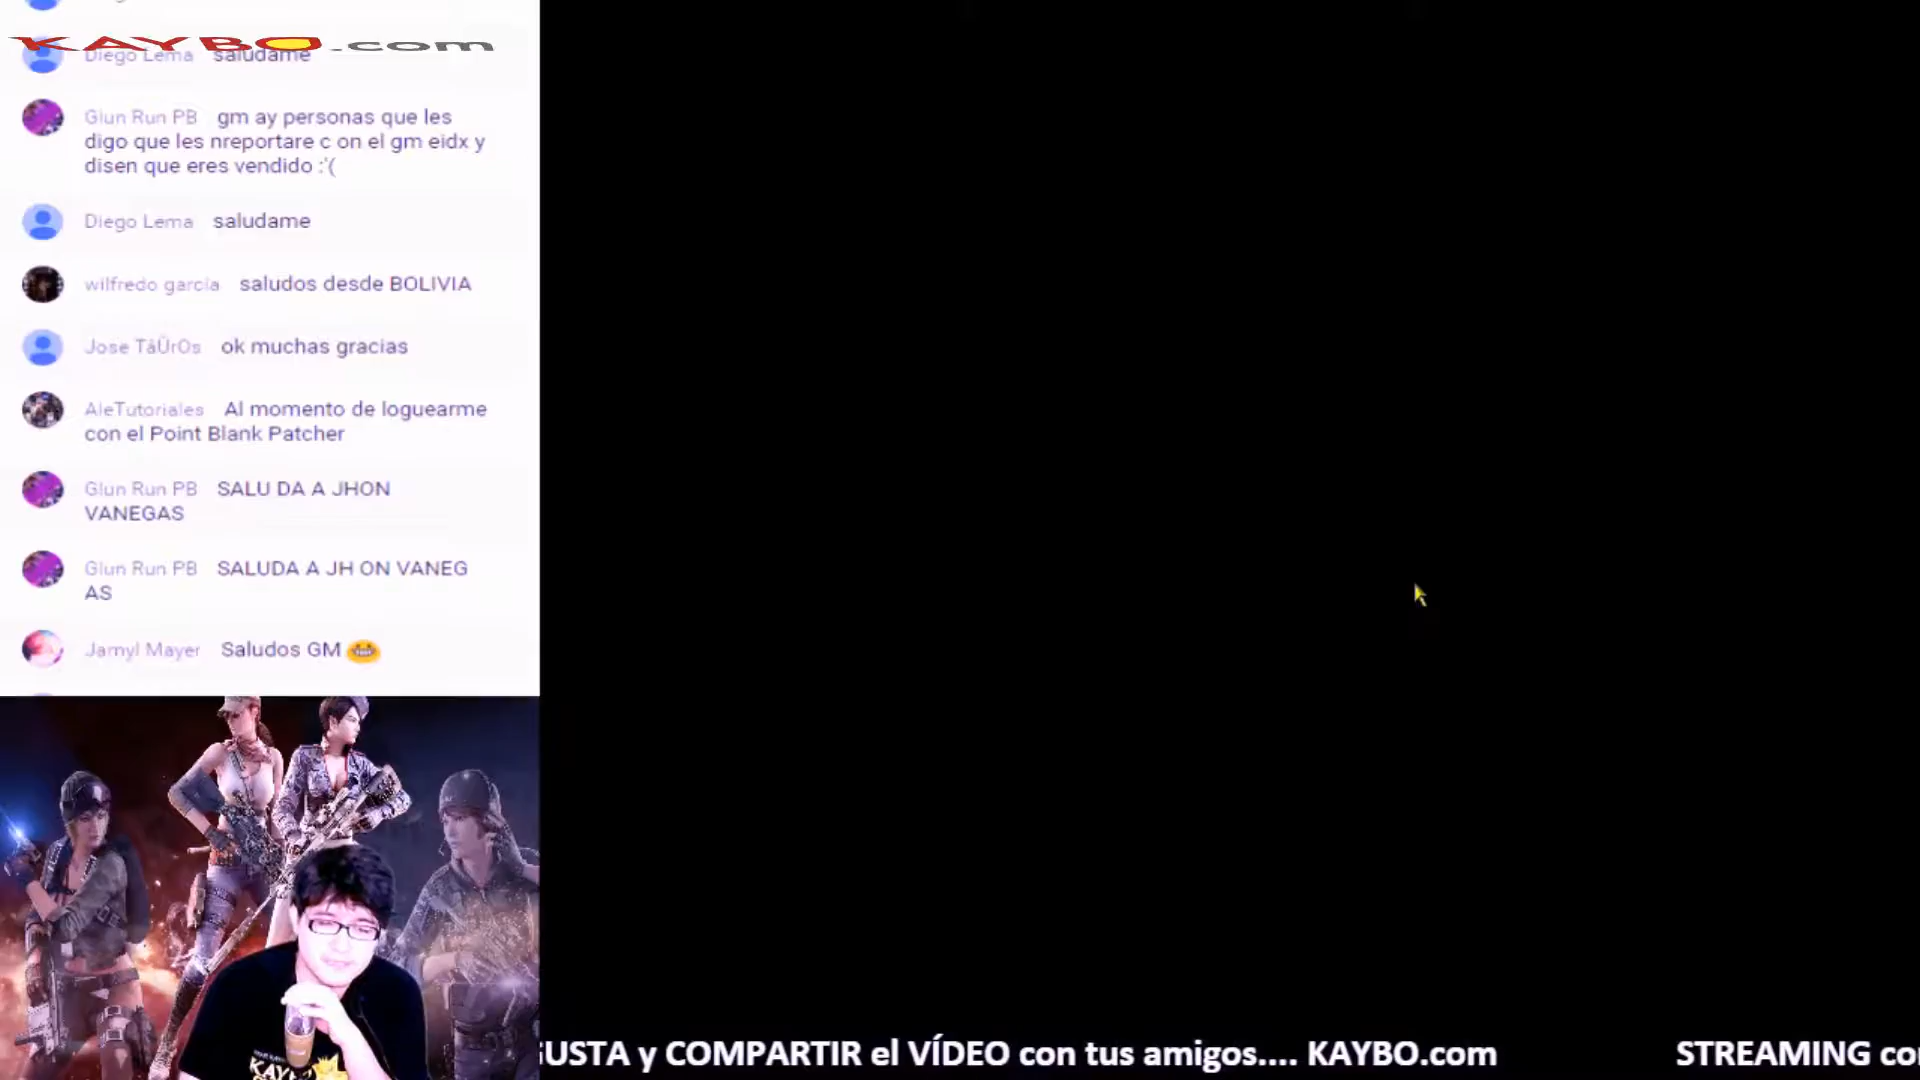 KAYBO.com
Diego Lema saludame
Glun Run PB gm ay personas que les
digo que les nreportare c on el gm eidx y
disen que eres vendido :'(
Diego Lema saludame
wilfredo garcia saludos desde BOLIVIA
Jose TâÜrOs ok muchas gracias
AleTutoriales Al momento de loguearme
con el Point Blank Patcher
Glun Run PB SALU DA A JHON
VANEGAS
Glun Run PB SALUDA A JH ON VANEG
AS
Jamyl Mayer Saludos GM
GUSTA y COMPARTIR el VÍDEO con tus amigos.... KAYBO.com STREAMING co